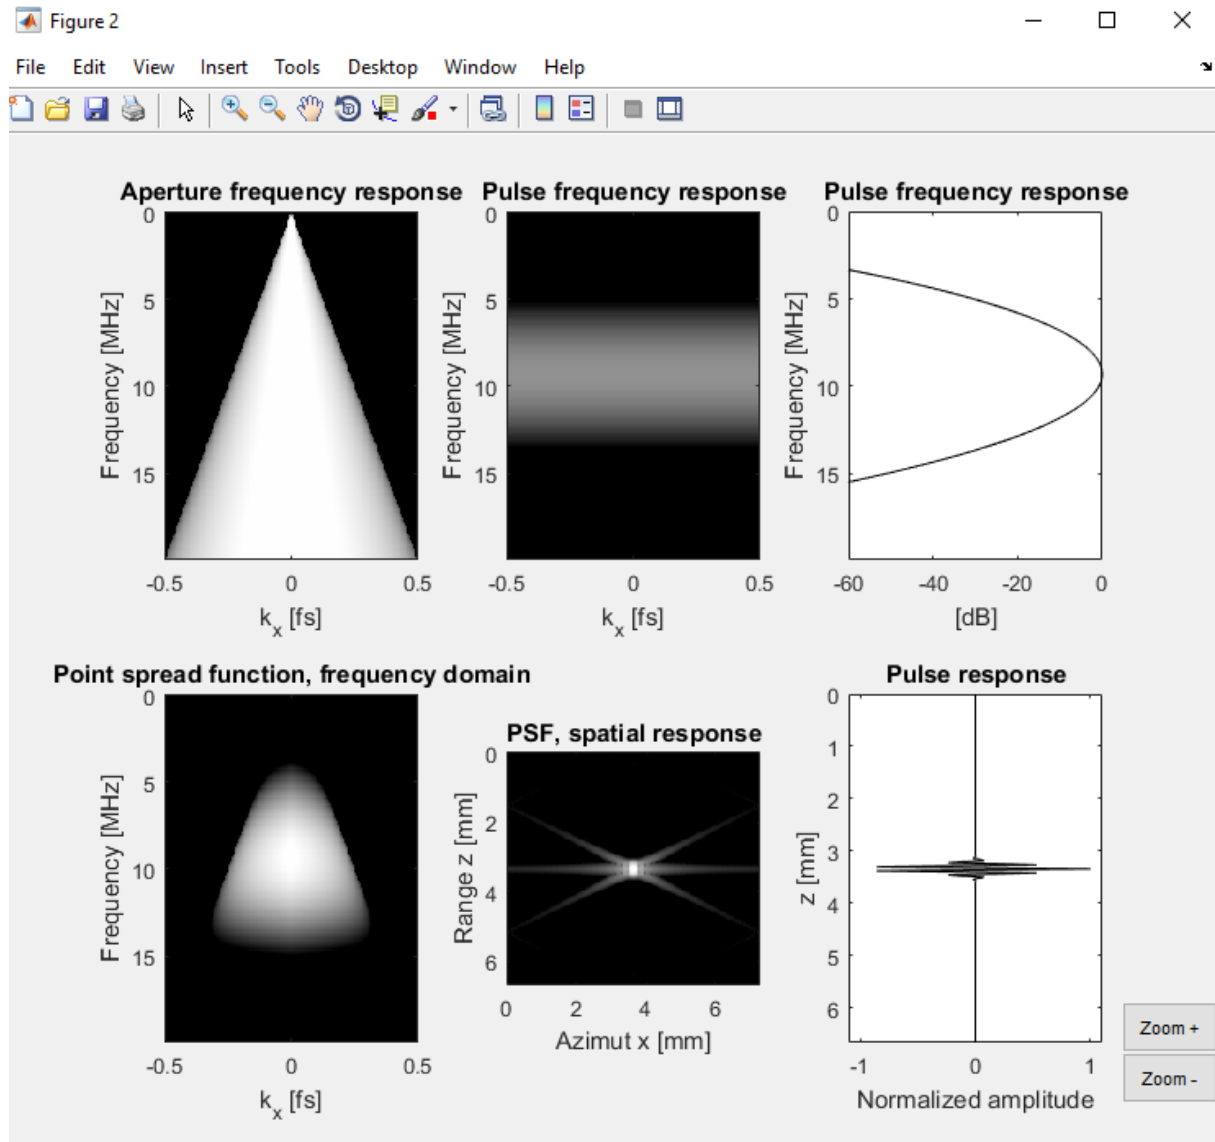 Figure 2
File Edit View Insert Tools Desktop Window Help
Aperture frequency response
0
5
10
15
Frequency [MHz]
-0.5 0 0.5
k_x [fs]
Pulse frequency response
0
5
10
15
Frequency [MHz]
-0.5 0 0.5
k_x [fs]
Pulse frequency response
0
5
10
15
Frequency [MHz]
-60 -40 -20 0
[dB]
Point spread function, frequency domain
0
5
10
15
Frequency [MHz]
-0.5 0 0.5
k_x [fs]
PSF, spatial response
0
2
4
6
Range z [mm]
0 2 4 6
Azimut x [mm]
Pulse response
0
1
2
3
4
5
6
z [mm]
-1 0 1
Normalized amplitude
Zoom +
Zoom -